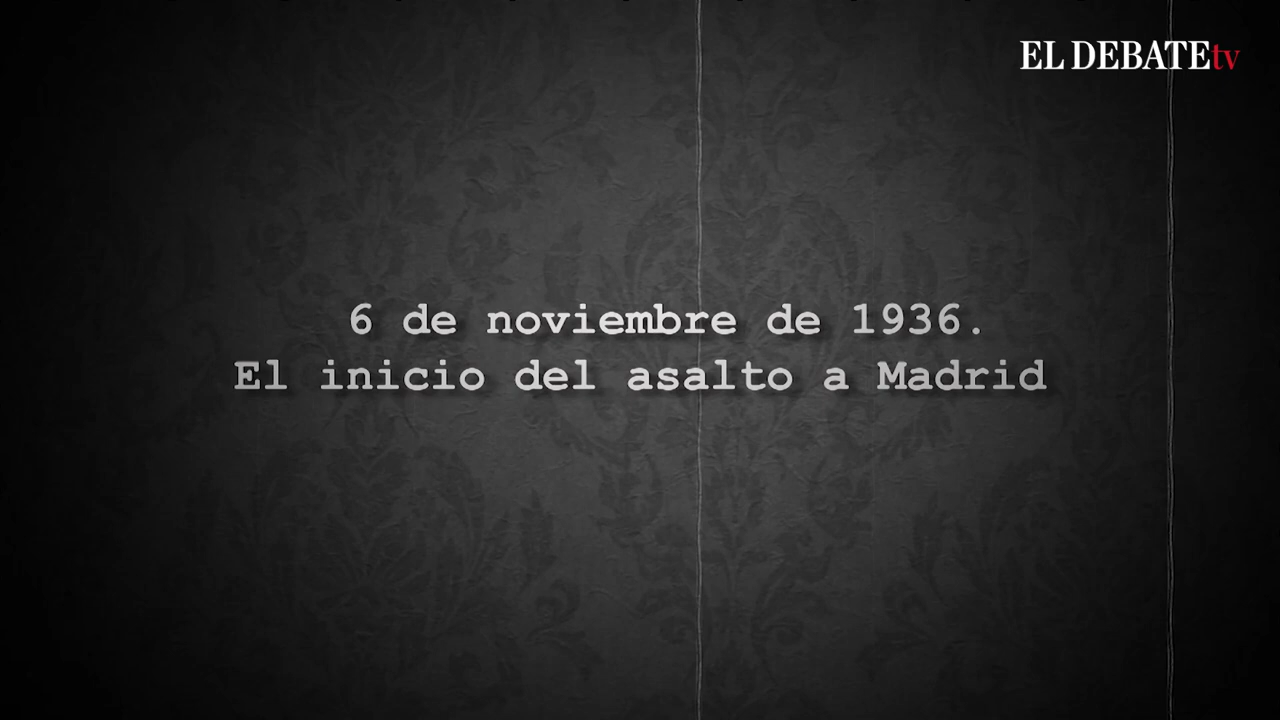 EL DEBATEtv
6 de noviembre de 1936.
El inicio del asalto a Madrid